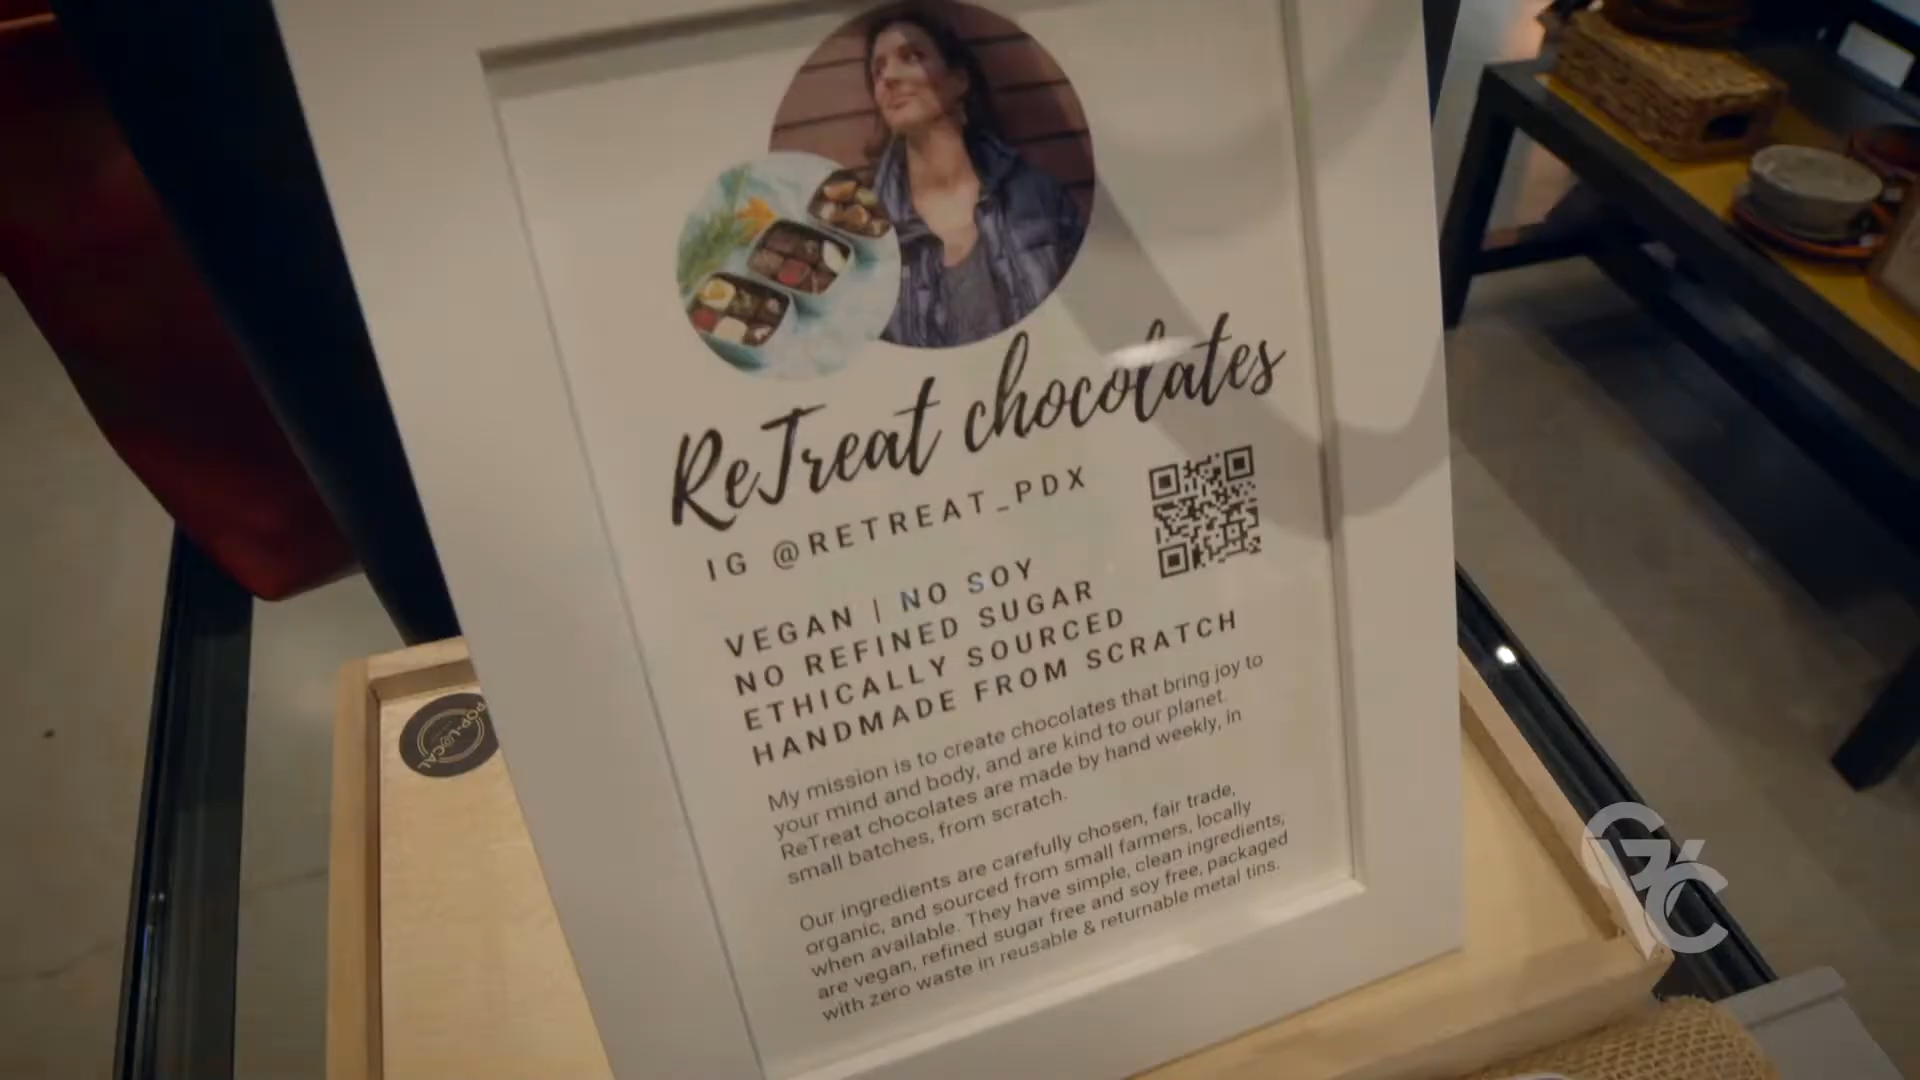 ReTreat chocolates
IG @RETREAT_PDX
VEGAN | NO SOY
NO REFINED SUGAR
ETHICALLY SOURCED
HANDMADE FROM SCRATCH
My mission is to create chocolates that bring joy to
your mind and body, and are kind to our planet.
ReTreat chocolates are made by hand weekly, in
small batches, from scratch.
Our ingredients are carefully chosen, fair trade,
organic, and sourced from small farmers, locally
when available. They have simple, clean ingredients,
are vegan, refined sugar free and soy free, packaged
with zero waste in reusable & returnable metal tins.
POP-LOCAL
GVC